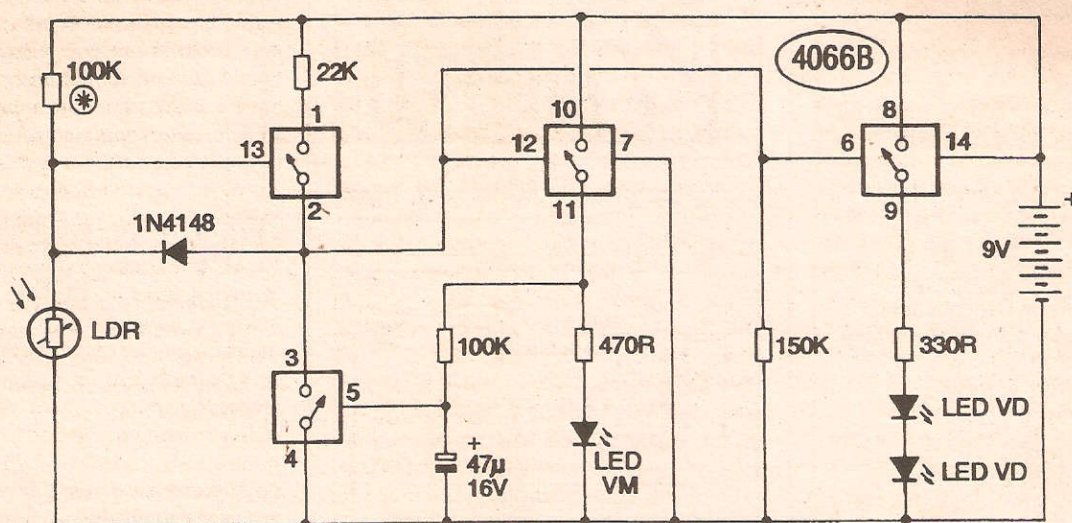 100K
*
22K
1
13
2
1N4148
LDR
3
5
4
100K
+
47µ
16V
10
12
7
11
470R
LED
VM
4066B
8
6
14
9
150K
330R
LED VD
LED VD
+
9V